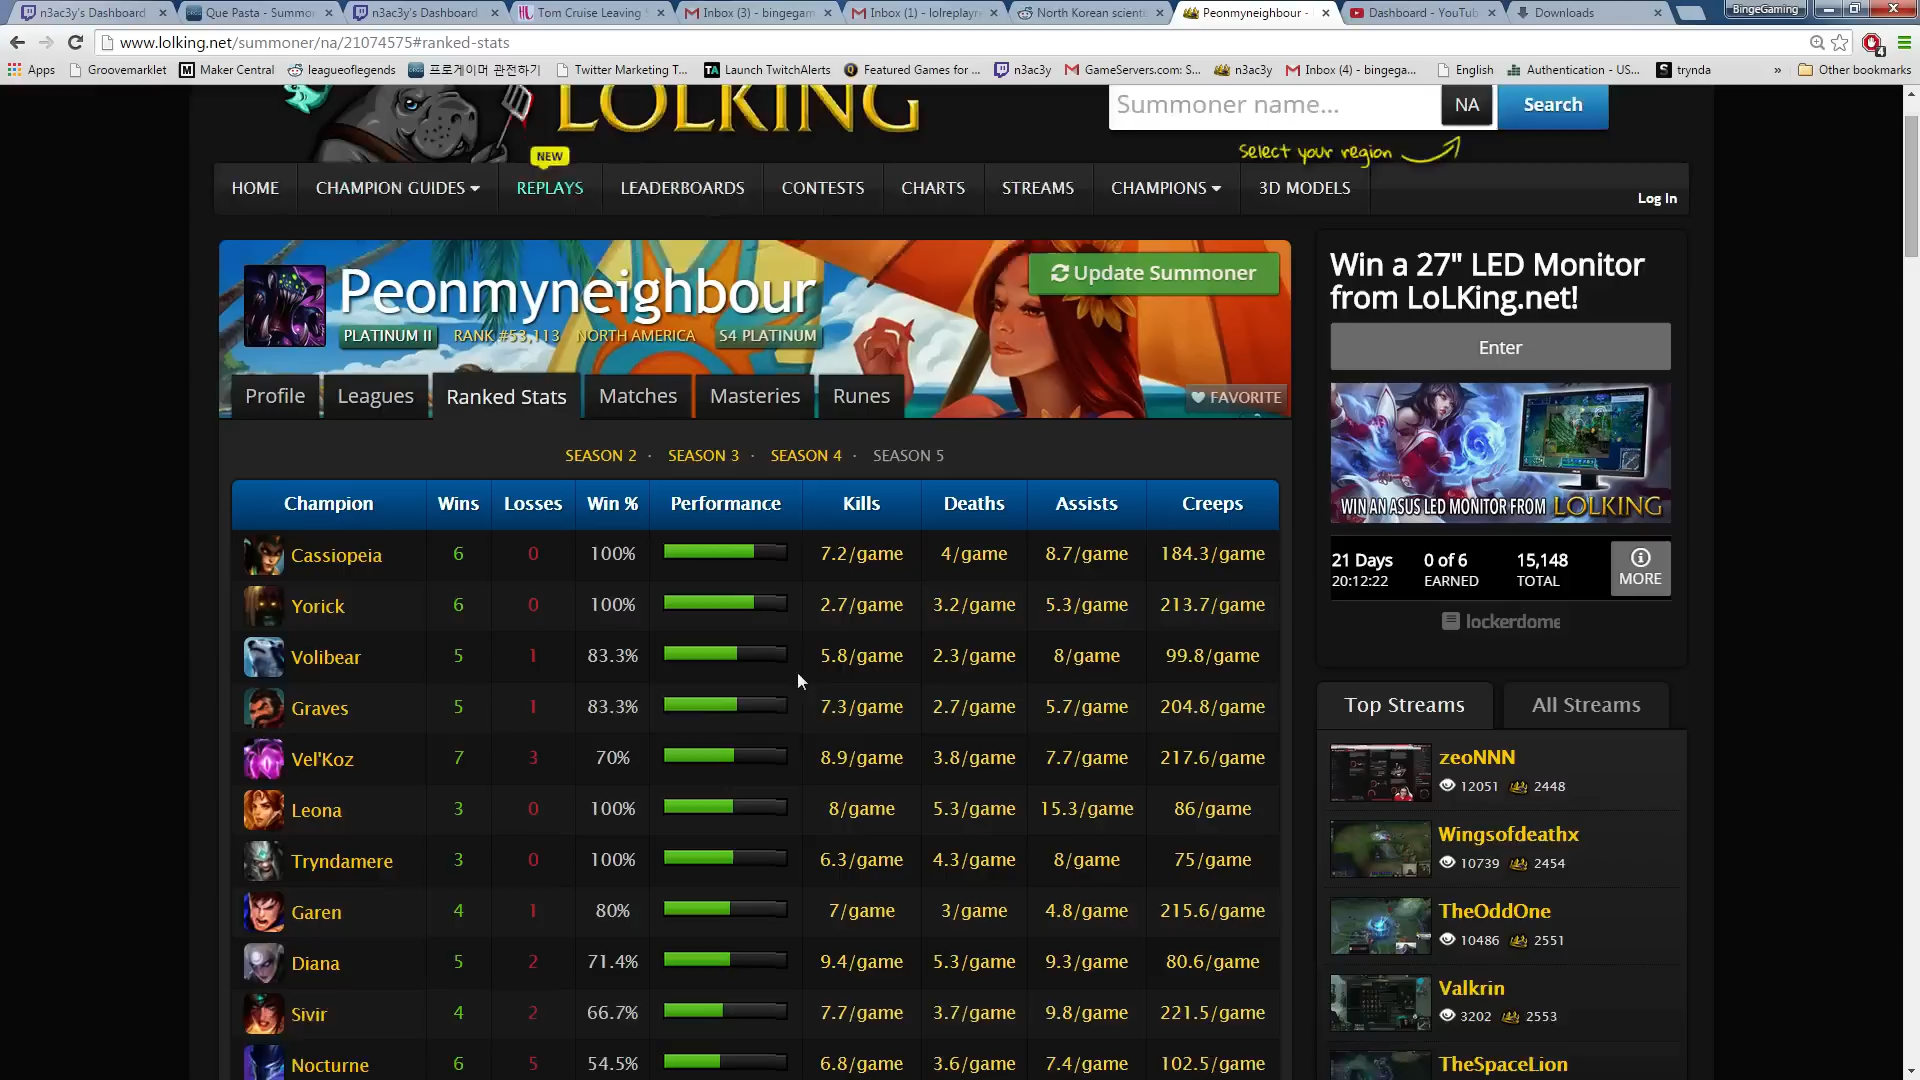 n3ac3y's Dashboard
Que Pasta - Summon
n3ac3y's Dashboard
Tom Cruise Leaving
Inbox (3) - bingegam
Inbox (1) - lolreplayre
North Korean scienti
Peonmyneighbour -
Dashboard - YouTub
Downloads
BingeGaming
www.lolking.net/summoner/na/21074575#ranked-stats
4
Apps
Groovemarklet
Maker Central
leagueoflegends
프로게이머 관전하기
Twitter Marketing T...
Launch TwitchAlerts
Featured Games for ...
n3ac3y
GameServers.com: S...
n3ac3y
Inbox (4) - bingega...
English
Authentication - US...
trynda
»
Other bookmarks
LOLKING
Summoner name...
NA
Search
Select your region
NEW
HOME
CHAMPION GUIDES
REPLAYS
LEADERBOARDS
CONTESTS
CHARTS
STREAMS
CHAMPIONS
3D MODELS
Log In
Peonmyneighbour
Update Summoner
PLATINUM II
RANK #53,113
NORTH AMERICA
S4 PLATINUM
Profile
Leagues
Ranked Stats
Matches
Masteries
Runes
FAVORITE
SEASON 2 · SEASON 3 · SEASON 4 · SEASON 5
Champion Wins Losses Win % Performance Kills Deaths Assists Creeps
Cassiopeia 6 0 100% 7.2/game 4/game 8.7/game 184.3/game
Yorick 6 0 100% 2.7/game 3.2/game 5.3/game 213.7/game
Volibear 5 1 83.3% 5.8/game 2.3/game 8/game 99.8/game
Graves 5 1 83.3% 7.3/game 2.7/game 5.7/game 204.8/game
Vel'Koz 7 3 70% 8.9/game 3.8/game 7.7/game 217.6/game
Leona 3 0 100% 8/game 5.3/game 15.3/game 86/game
Tryndamere 3 0 100% 6.3/game 4.3/game 8/game 75/game
Garen 4 1 80% 7/game 3/game 4.8/game 215.6/game
Diana 5 2 71.4% 9.4/game 5.3/game 9.3/game 80.6/game
Sivir 4 2 66.7% 7.7/game 3.7/game 9.8/game 221.5/game
Nocturne 6 5 54.5% 6.8/game 3.6/game 7.4/game 102.5/game
Win a 27" LED Monitor
from LoLKing.net!
Enter
WIN AN ASUS LED MONITOR FROM LOLKING
21 Days
20:12:22
0 of 6
EARNED
15,148
TOTAL
MORE
lockerdome
Top Streams
All Streams
zeoNNN
12051 2448
Wingsofdeathx
10739 2454
TheOddOne
10486 2551
Valkrin
3202 2553
TheSpaceLion